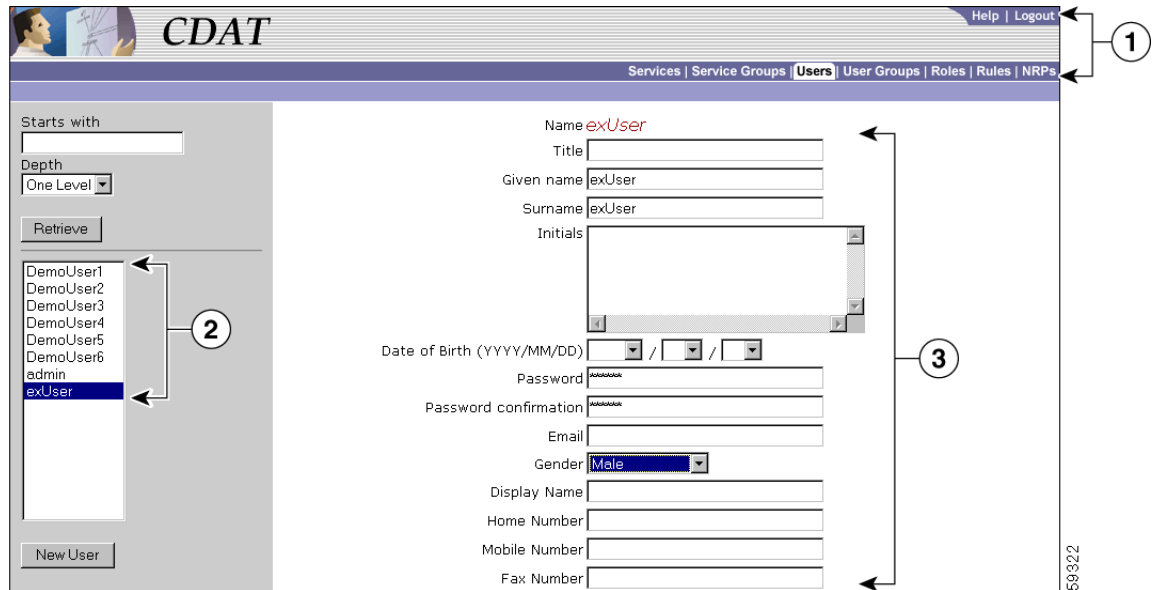 CDAT
Help | Logout
1
Services | Service Groups | Users | User Groups | Roles | Rules | NRPs
Starts with
Depth
One Level
Retrieve
DemoUser1
DemoUser2
DemoUser3
DemoUser4
DemoUser5
DemoUser6
admin
exUser
2
New User
Name exUser
Title
Given name exUser
Surname exUser
Initials
Date of Birth (YYYY/MM/DD) / /
Password ******
Password confirmation ******
Email
Gender Male
Display Name
Home Number
Mobile Number
Fax Number
3
59322